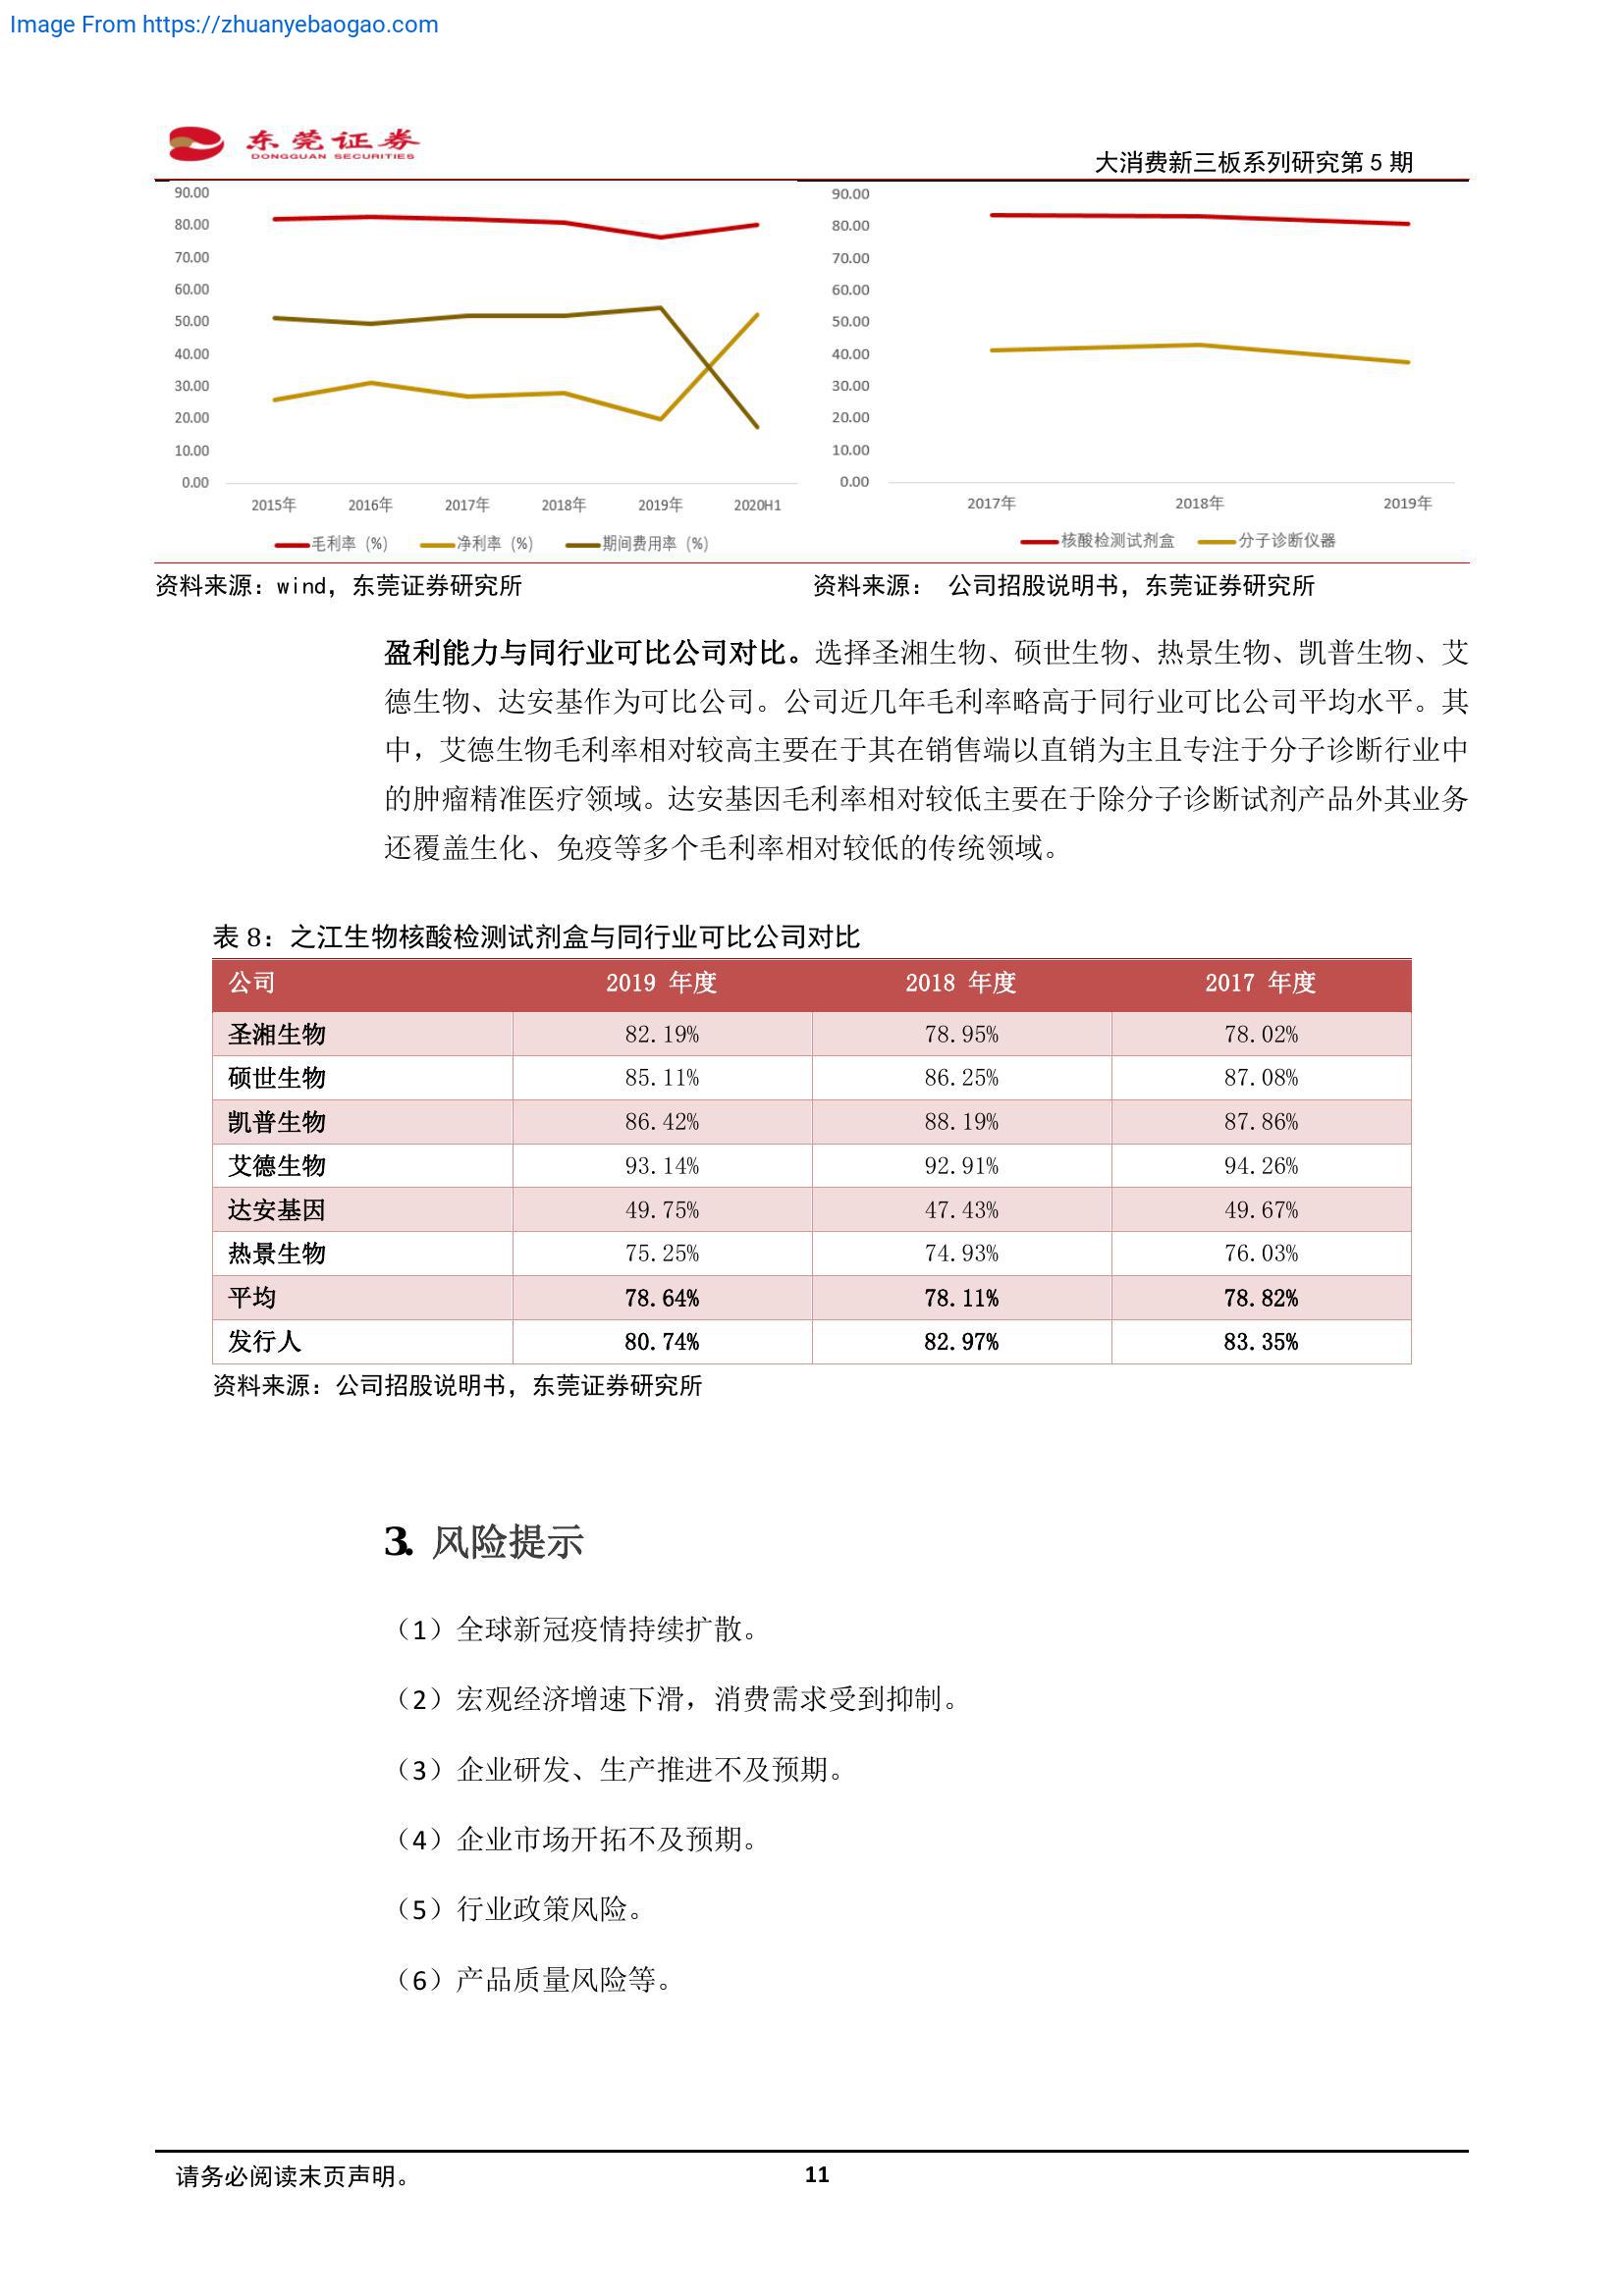 Image From https://zhuanyebaogao.com
东莞证券
DONGGUAN SECURITIES
大消费新三板系列研究第 5 期
90.00
80.00
70.00
60.00
50.00
40.00
30.00
20.00
10.00
0.00
2015年 2016年 2017年 2018年 2019年 2020H1
毛利率（%） 净利率（%） 期间费用率（%）
90.00
80.00
70.00
60.00
50.00
40.00
30.00
20.00
10.00
0.00
2017年 2018年 2019年
核酸检测试剂盒 分子诊断仪器
资料来源：wind，东莞证券研究所
资料来源： 公司招股说明书，东莞证券研究所
盈利能力与同行业可比公司对比。选择圣湘生物、硕世生物、热景生物、凯普生物、艾
德生物、达安基作为可比公司。公司近几年毛利率略高于同行业可比公司平均水平。其
中，艾德生物毛利率相对较高主要在于其在销售端以直销为主且专注于分子诊断行业中
的肿瘤精准医疗领域。达安基因毛利率相对较低主要在于除分子诊断试剂产品外其业务
还覆盖生化、免疫等多个毛利率相对较低的传统领域。
表 8：之江生物核酸检测试剂盒与同行业可比公司对比
公司 2019 年度 2018 年度 2017 年度
圣湘生物 82.19% 78.95% 78.02%
硕世生物 85.11% 86.25% 87.08%
凯普生物 86.42% 88.19% 87.86%
艾德生物 93.14% 92.91% 94.26%
达安基因 49.75% 47.43% 49.67%
热景生物 75.25% 74.93% 76.03%
平均 78.64% 78.11% 78.82%
发行人 80.74% 82.97% 83.35%
资料来源：公司招股说明书，东莞证券研究所
3. 风险提示
（1）全球新冠疫情持续扩散。
（2）宏观经济增速下滑，消费需求受到抑制。
（3）企业研发、生产推进不及预期。
（4）企业市场开拓不及预期。
（5）行业政策风险。
（6）产品质量风险等。
请务必阅读末页声明。
11